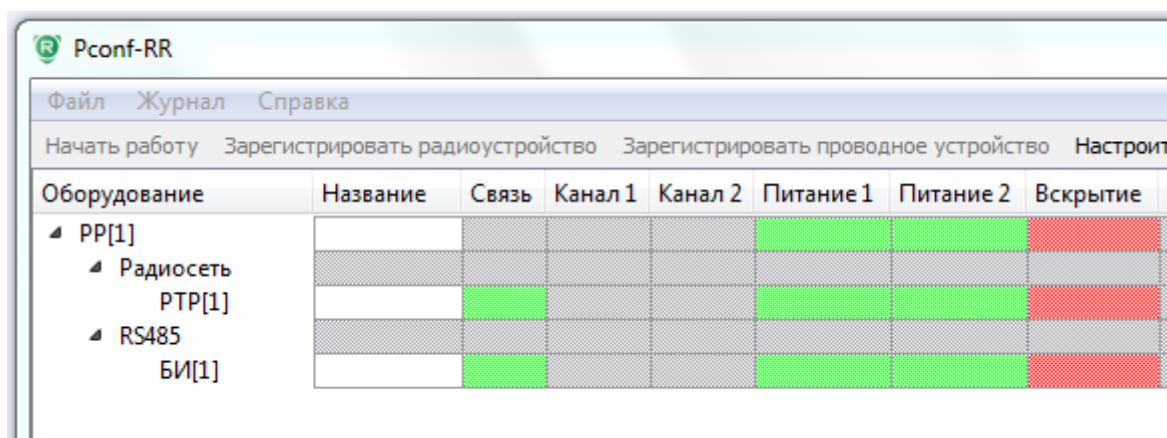 Pconf-RR
Файл Журнал Справка
Начать работу Зарегистрировать радиоустройство Зарегистрировать проводное устройство Настроит
Оборудование Название Связь Канал 1 Канал 2 Питание 1 Питание 2 Вскрытие
РР[1]
Радиосеть
РТР[1]
RS485
БИ[1]